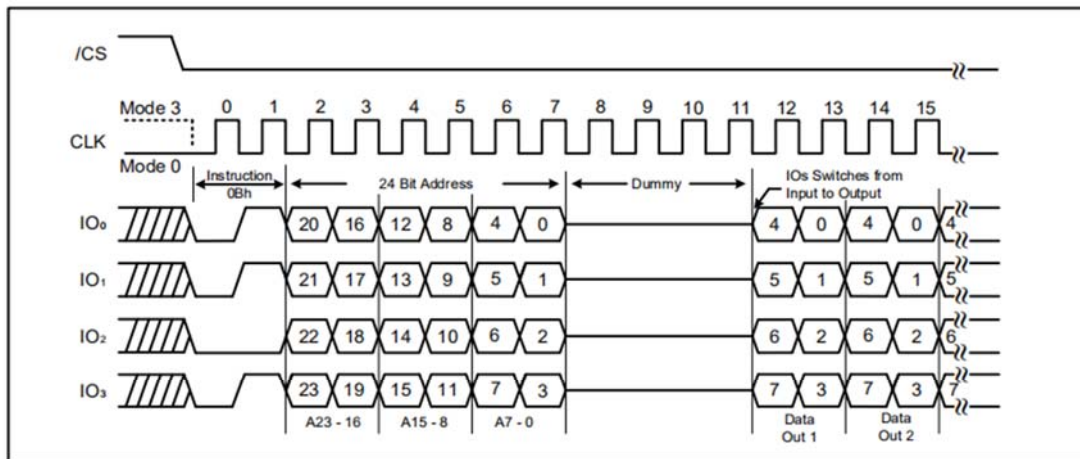 /CS
Mode 3 0 1 2 3 4 5 6 7 8 9 10 11 12 13 14 15
CLK
Mode 0
Instruction 24 Bit Address Dummy IOs Switches from
0Bh Input to Output
IO₀ 20 16 12 8 4 0 4 0 4 0 4
IO₁ 21 17 13 9 5 1 5 1 5 1 5
IO₂ 22 18 14 10 6 2 6 2 6 2 6
IO₃ 23 19 15 11 7 3 7 3 7 3 7
A23 - 16 A15 - 8 A7 - 0 Data Data
Out 1 Out 2